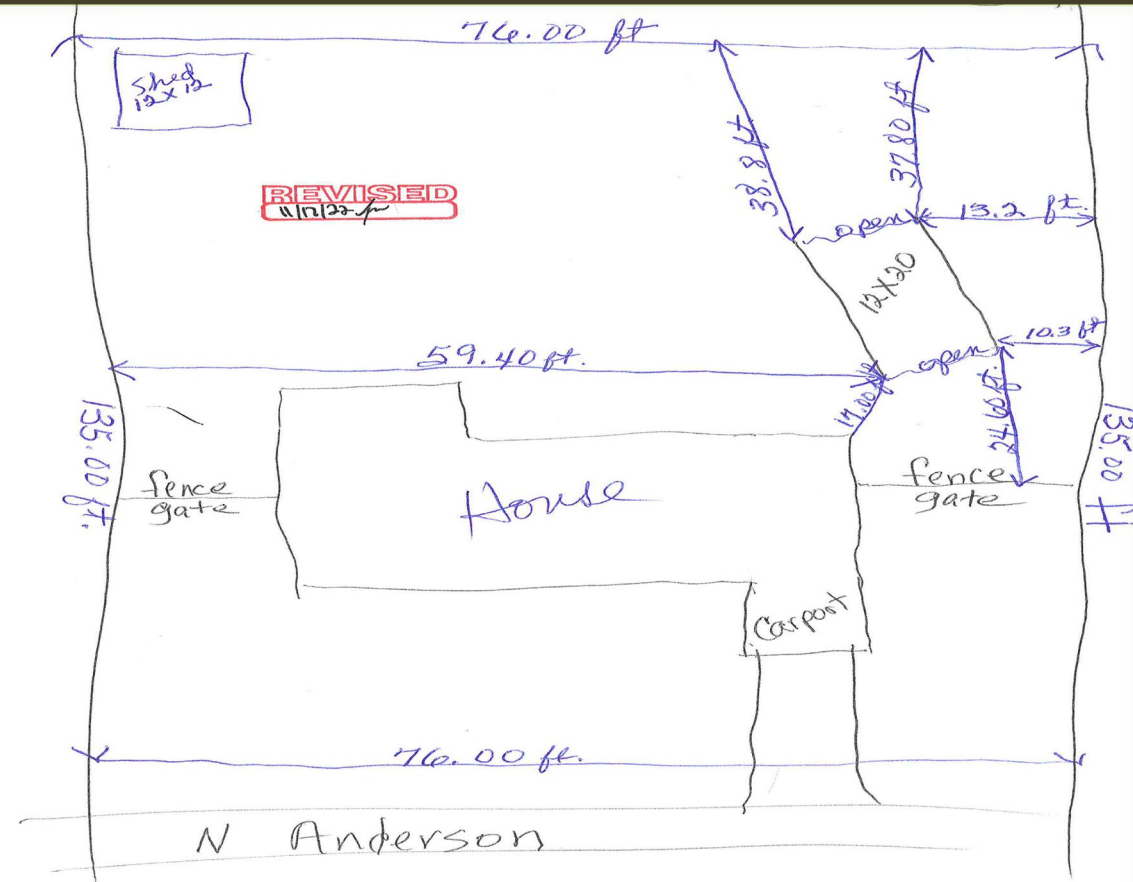 76.00 ft
Shed
12 x 12
38.8 ft
37.80 ft
REVISED
11/17/22
open
13.2 ft.
12x20
10.3 ft
59.40 ft.
open
17.00 ft
24.60 ft.
135.00 ft.
135.00 ft
fence
gate
House
fence
gate
Carport
76.00 ft.
N Anderson